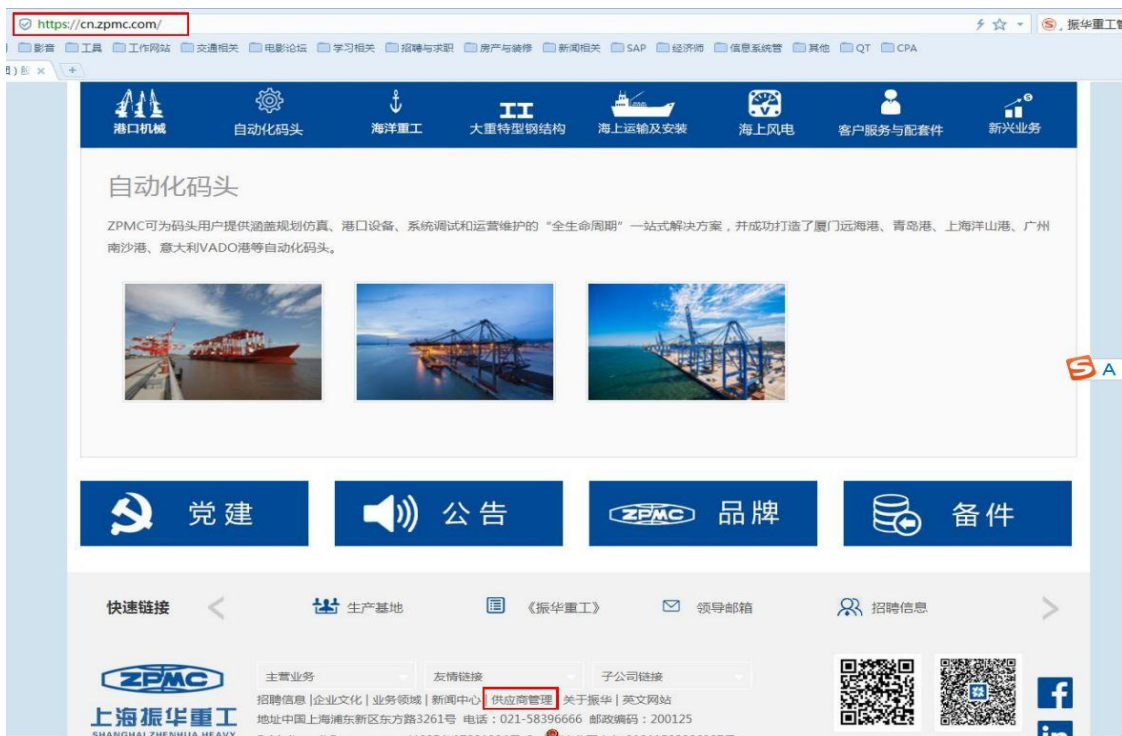 https://cn.zpmc.com/
振华重工
影音 工具 工作网站 交通相关 电影论坛 学习相关 招聘与求职 房产与装修 新闻相关 SAP 经济师 信息系统管 其他 QT CPA
港口机械 自动化码头 海洋重工 大重特型钢结构 海上运输及安装 海上风电 客户服务与配套件 新兴业务
自动化码头
ZPMC可为码头用户提供涵盖规划仿真、港口设备、系统调试和运营维护的“全生命周期”一站式解决方案，并成功打造了厦门远海港、青岛港、上海洋山港、广州
南沙港、意大利VADO港等自动化码头。
A
党建 公告 ZPMC 品牌 备件
快速链接 生产基地 《振华重工》 领导邮箱 招聘信息
ZPMC
上海振华重工
SHANGHAI ZHENHUA HEAVY
主营业务 友情链接 子公司链接
招聘信息 |企业文化 | 业务领域 | 新闻中心 | 供应商管理 | 关于振华 | 英文网站
地址中国上海浦东新区东方路3261号 电话：021-58396666 邮政编码：200125
f
in